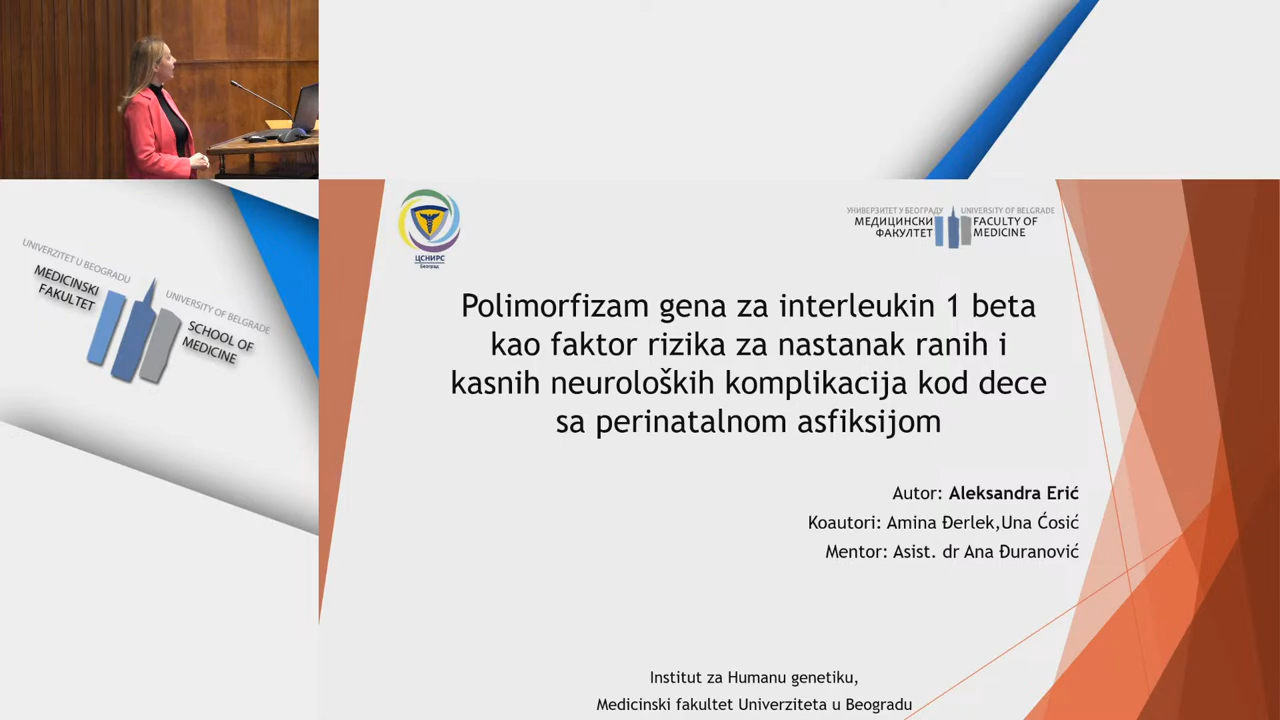 UNIVERZITET U BEOGRADU
MEDICINSKI
FAKULTET
UNIVERSITY OF BELGRADE
SCHOOL OF
MEDICINE
ЦСНИРС
Београд
УНИВЕРЗИТЕТ У БЕОГРАДУ
МЕДИЦИНСКИ
ФАКУЛТЕТ
UNIVERSITY OF BELGRADE
FACULTY OF
MEDICINE
Polimorfizam gena za interleukin 1 beta
kao faktor rizika za nastanak ranih i
kasnih neuroloških komplikacija kod dece
sa perinatalnom asfiksijom
Autor: Aleksandra Erić
Koautori: Amina Đerlek,Una Ćosić
Mentor: Asist. dr Ana Đuranović
Institut za Humanu genetiku,
Medicinski fakultet Univerziteta u Beogradu